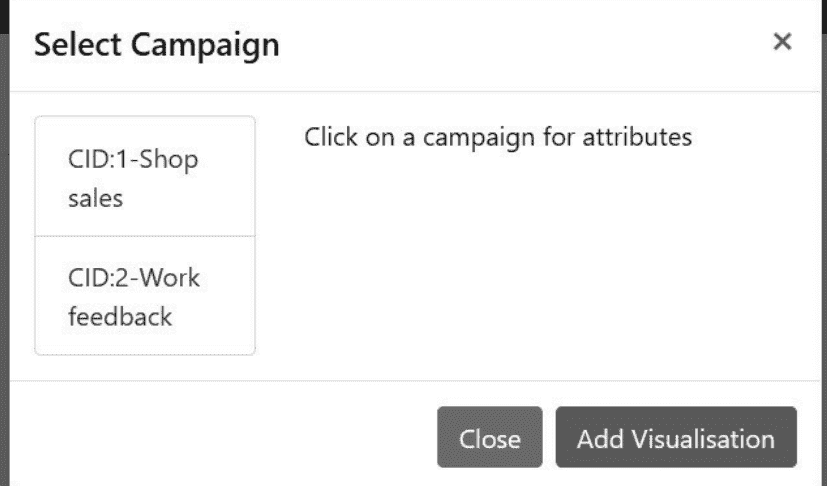 Select Campaign
×
CID:1-Shop
sales
Click on a campaign for attributes
CID:2-Work
feedback
Close
Add Visualisation